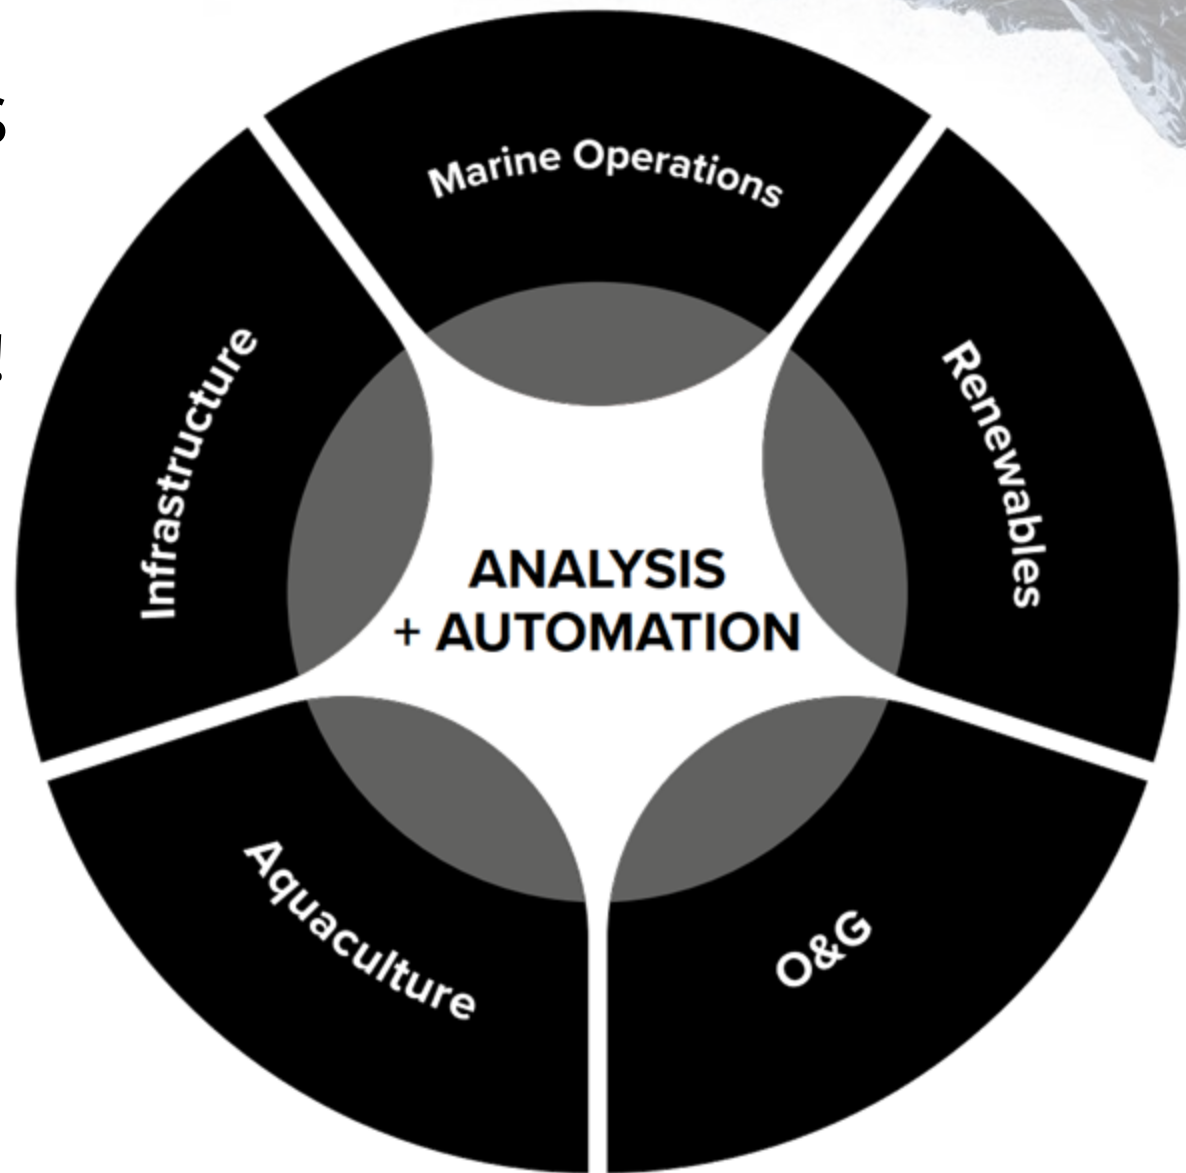 s
!
Marine Operations
Infrastructure
Renewables
ANALYSIS
+ AUTOMATION
Aquaculture
O&G